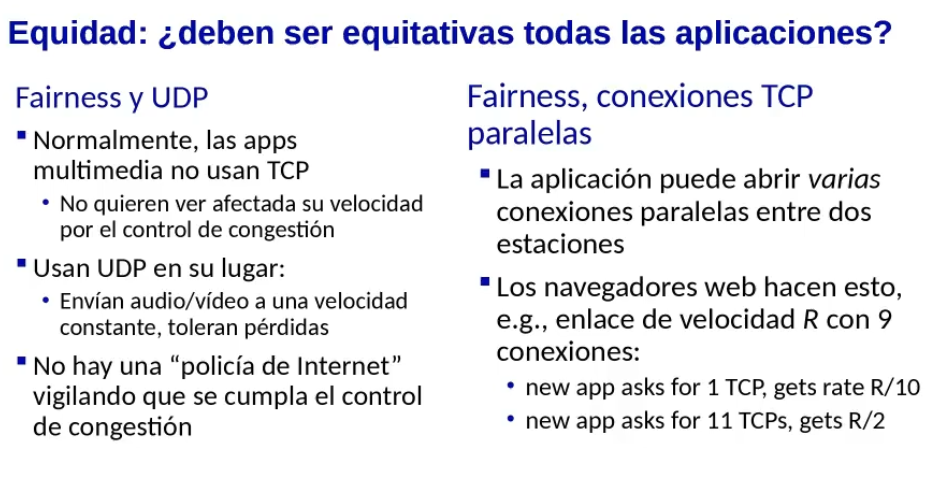 Equidad: ¿deben ser equitativas todas las aplicaciones?
Fairness y UDP
Normalmente, las apps
multimedia no usan TCP
No quieren ver afectada su velocidad
por el control de congestión
Usan UDP en su lugar:
Envían audio/vídeo a una velocidad
constante, toleran pérdidas
No hay una “policía de Internet”
vigilando que se cumpla el control
de congestión
Fairness, conexiones TCP
paralelas
La aplicación puede abrir varias
conexiones paralelas entre dos
estaciones
Los navegadores web hacen esto,
e.g., enlace de velocidad R con 9
conexiones:
new app asks for 1 TCP, gets rate R/10
new app asks for 11 TCPs, gets R/2